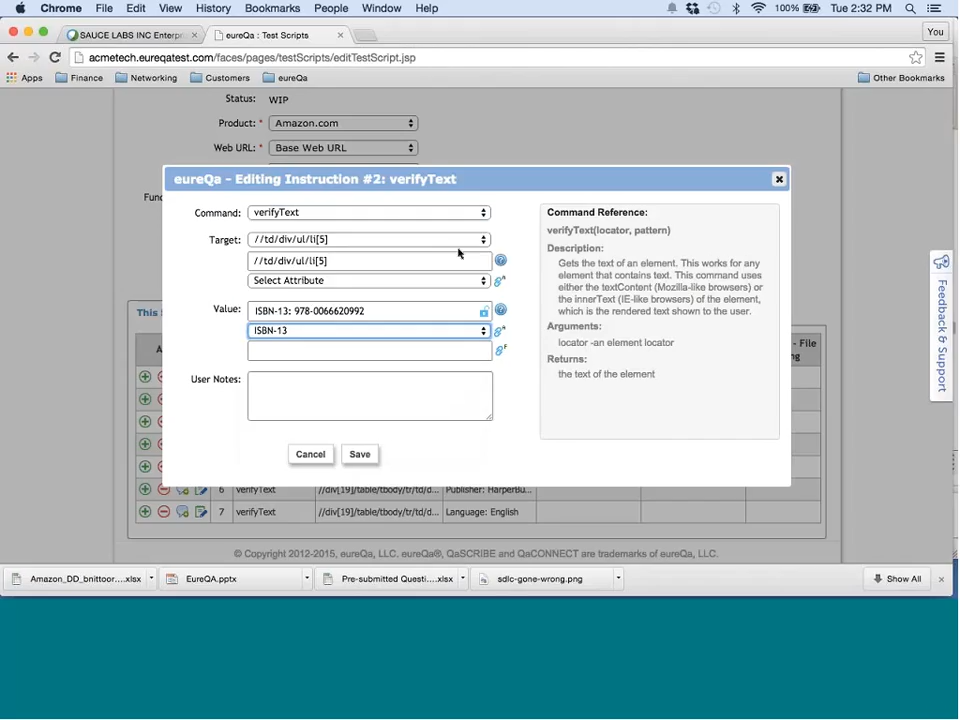 Chrome File Edit View History Bookmarks People Window Help 100% Tue 2:32 PM
SAUCE LABS INC Enterpr eureQa : Test Scripts You
acmetech.eureqatest.com/faces/pages/testScripts/editTestScript.jsp
Apps Finance Networking Customers eureQa Other Bookmarks
Status: WIP
Product: * Amazon.com
Web URL: * Base Web URL
Func
eureQa - Editing Instruction #2: verifyText
Command: verifyText
Target: //td/div/ul/li[5]
//td/div/ul/li[5]
Select Attribute
Value: ISBN-13: 978-0066620992
ISBN-13
User Notes:
Cancel Save
Command Reference:
verifyText(locator, pattern)
Description:
Gets the text of an element. This works for any
element that contains text. This command uses
either the textContent (Mozilla-like browsers) or
the innerText (IE-like browsers) of the element,
which is the rendered text shown to the user.
Arguments:
locator -an element locator
Returns:
the text of the element
This
A
- File
ng
6 verifyText //div[19]/table/tbody/tr/td/d... Publisher: HarperBu...
7 verifyText //div[19]/table/tbody/tr/td/d... Language: English
Feedback & Support
© Copyright 2012-2015, eureQa, LLC. eureQa®, QaSCRIBE and QaCONNECT are trademarks of eureQa, LLC.
Amazon_DD_bnittoor....xlsx EureQA.pptx Pre-submitted Questi....xlsx sdlc-gone-wrong.png Show All